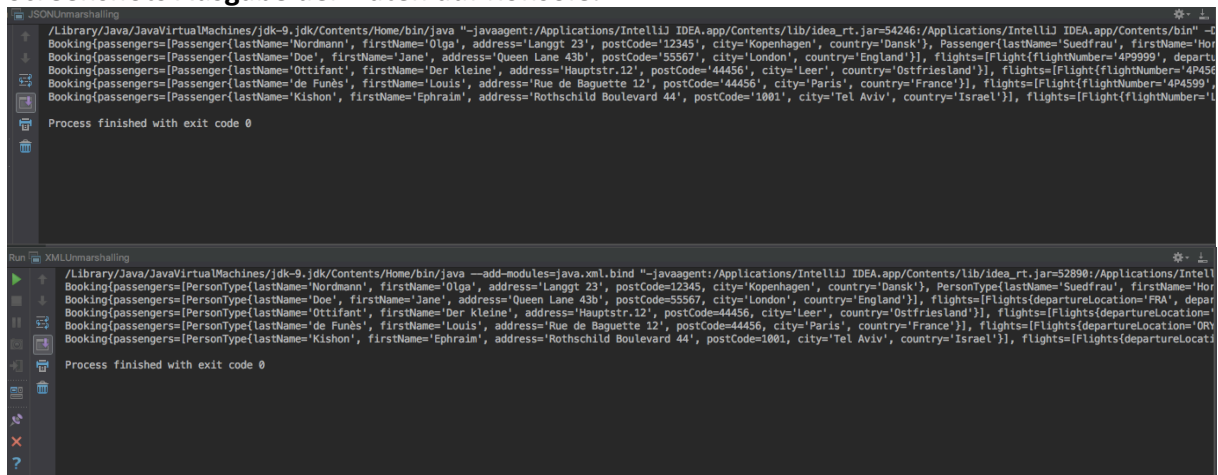 JSONUnmarshalling
/Library/Java/JavaVirtualMachines/jdk-9.jdk/Contents/Home/bin/java "-javaagent:/Applications/IntelliJ IDEA.app/Contents/lib/idea_rt.jar=54246:/Applications/IntelliJ IDEA.app/Contents/bin" -D
Booking{passengers=[Passenger{lastName='Nordmann', firstName='Olga', address='Langgt 23', postCode='12345', city='Kopenhagen', country='Dansk'}, Passenger{lastName='Suedfrau', firstName='Hor
Booking{passengers=[Passenger{lastName='Doe', firstName='Jane', address='Queen Lane 43b', postCode='55567', city='London', country='England'}], flights=[Flight{flightNumber='4P9999', departu
Booking{passengers=[Passenger{lastName='Ottifant', firstName='Der kleine', address='Hauptstr.12', postCode='44456', city='Leer', country='Ostfriesland'}], flights=[Flight{flightNumber='4P456
Booking{passengers=[Passenger{lastName='de Funès', firstName='Louis', address='Rue de Baguette 12', postCode='44456', city='Paris', country='France'}], flights=[Flight{flightNumber='4P4599',
Booking{passengers=[Passenger{lastName='Kishon', firstName='Ephraim', address='Rothschild Boulevard 44', postCode='1001', city='Tel Aviv', country='Israel'}], flights=[Flight{flightNumber='L
Process finished with exit code 0
Run XMLUnmarshalling
/Library/Java/JavaVirtualMachines/jdk-9.jdk/Contents/Home/bin/java --add-modules=java.xml.bind "-javaagent:/Applications/IntelliJ IDEA.app/Contents/lib/idea_rt.jar=52890:/Applications/Intell
Booking{passengers=[PersonType{lastName='Nordmann', firstName='Olga', address='Langgt 23', postCode=12345, city='Kopenhagen', country='Dansk'}, PersonType{lastName='Suedfrau', firstName='Hor
Booking{passengers=[PersonType{lastName='Doe', firstName='Jane', address='Queen Lane 43b', postCode=55567, city='London', country='England'}], flights=[Flights{departureLocation='FRA', depar
Booking{passengers=[PersonType{lastName='Ottifant', firstName='Der kleine', address='Hauptstr.12', postCode=44456, city='Leer', country='Ostfriesland'}], flights=[Flights{departureLocation='
Booking{passengers=[PersonType{lastName='de Funès', firstName='Louis', address='Rue de Baguette 12', postCode=44456, city='Paris', country='France'}], flights=[Flights{departureLocation='ORY
Booking{passengers=[PersonType{lastName='Kishon', firstName='Ephraim', address='Rothschild Boulevard 44', postCode=1001, city='Tel Aviv', country='Israel'}], flights=[Flights{departureLocati
Process finished with exit code 0